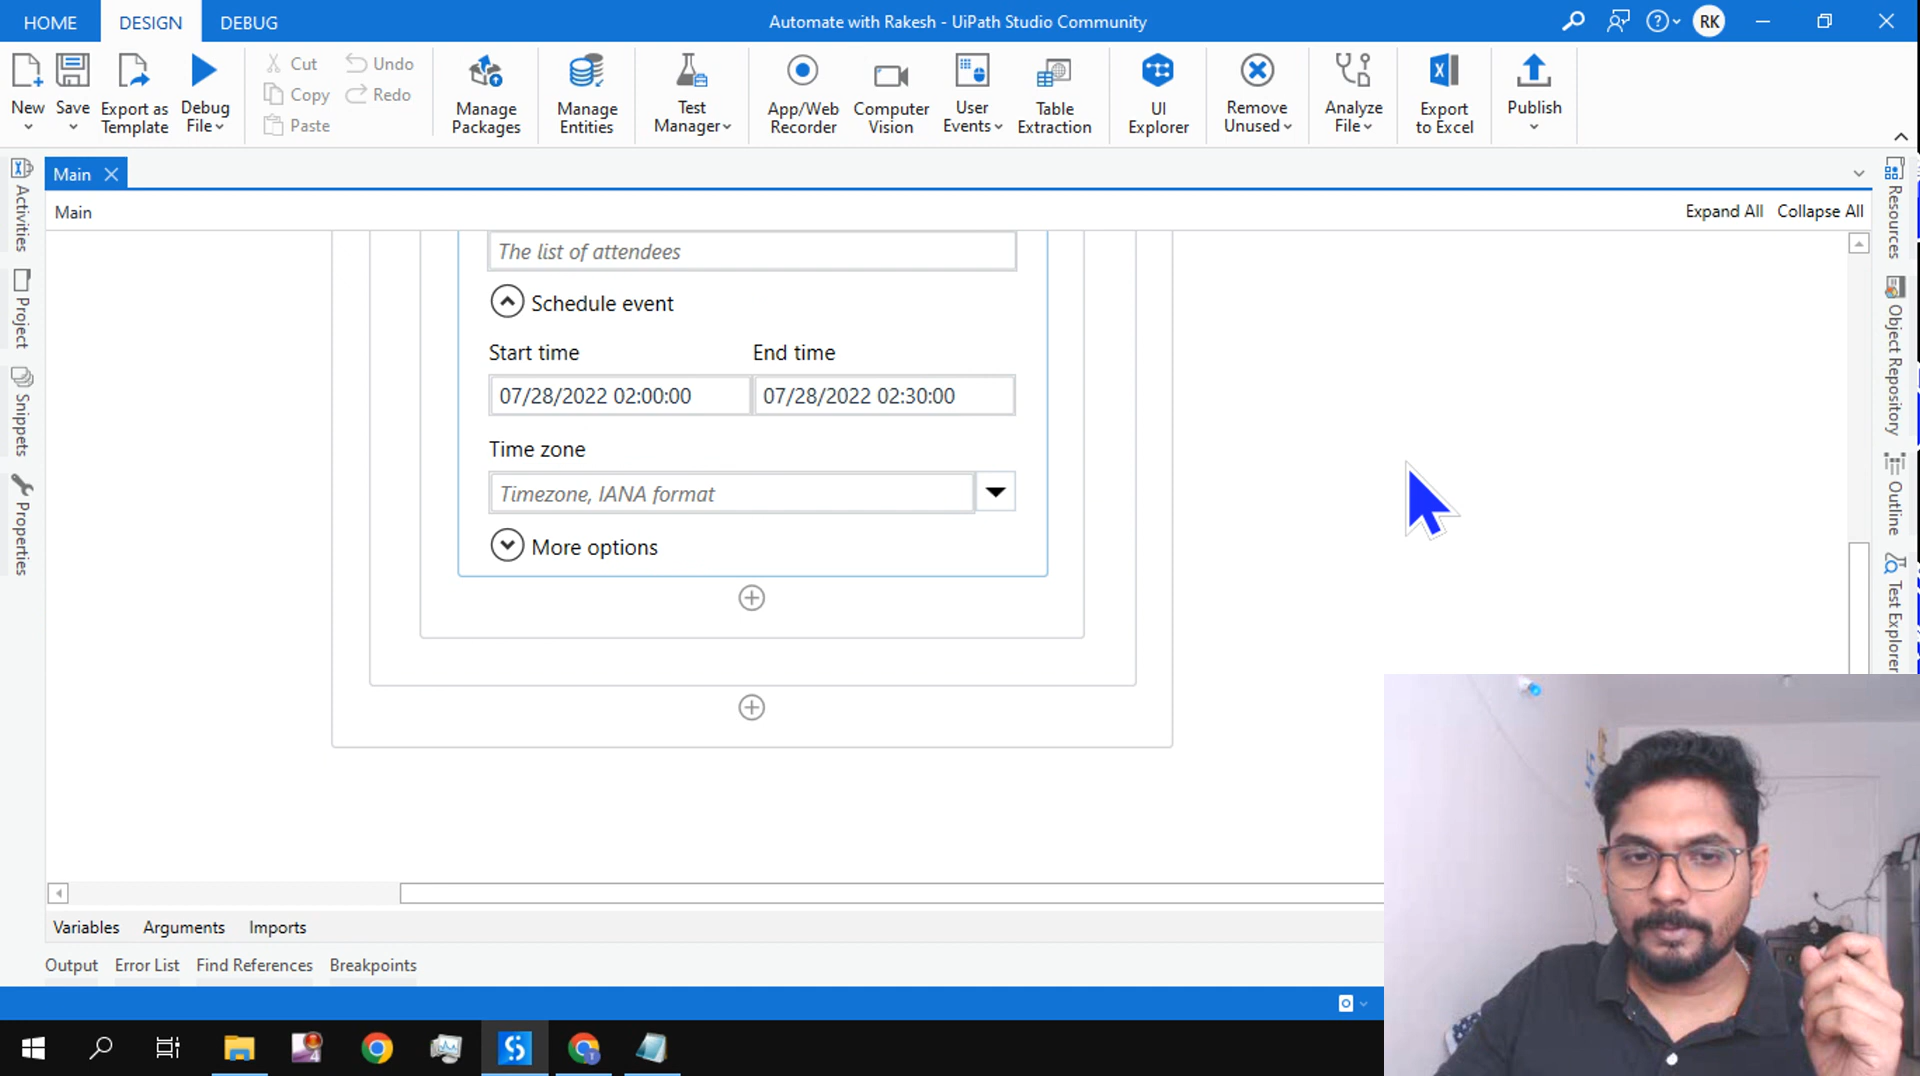 HOME DESIGN DEBUG Automate with Rakesh - UiPath Studio Community RK
New Save Export as Template Debug File Cut Copy Paste Undo Redo Manage Packages Manage Entities Test Manager App/Web Recorder Computer Vision User Events Table Extraction UI Explorer Remove Unused Analyze File Export to Excel Publish
Main
Main Expand All Collapse All
Activities
Project
Snippets
Properties
The list of attendees
Schedule event
Start time End time
07/28/2022 02:00:00 07/28/2022 02:30:00
Time zone
Timezone, IANA format
More options
Resources
Object Repository
Outline
Test Explorer
Variables Arguments Imports
Output Error List Find References Breakpoints